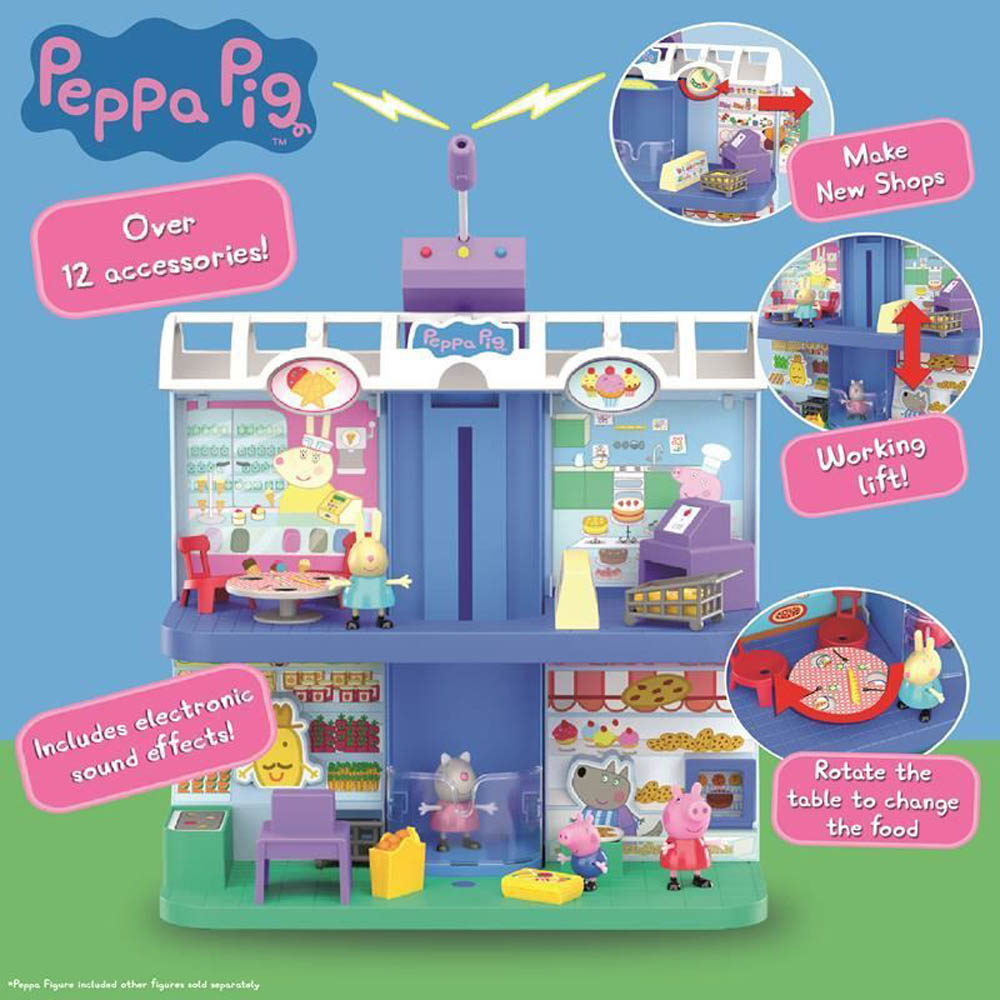 Peppa Pig
TM
Over
12 accessories!
Make
New Shops
Working
lift!
Peppa Pig
Includes electronic
sound effects!
Rotate the
table to change
the food
*Peppa Figure included other figures sold separately